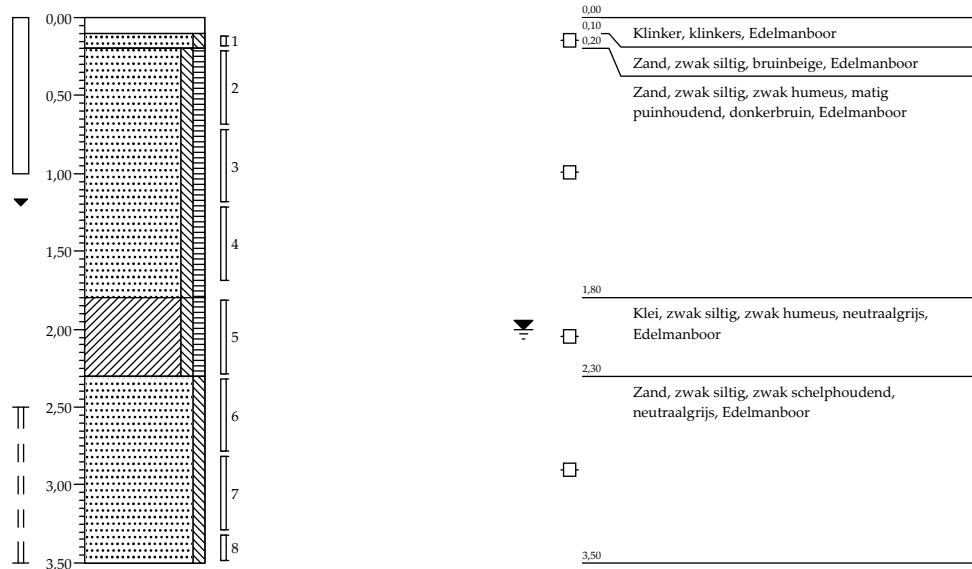 0,00
0,50
1,00
1,50
2,00
2,50
3,00
3,50
1
2
3
4
5
6
7
8
0,00
0,10
Klinker, klinkers, Edelmanboor
0,20
Zand, zwak siltig, bruinbeige, Edelmanboor
Zand, zwak siltig, zwak humeus, matig
puinhoudend, donkerbruin, Edelmanboor
1,80
Klei, zwak siltig, zwak humeus, neutraalgrijs,
Edelmanboor
2,30
Zand, zwak siltig, zwak schelphoudend,
neutraalgrijs, Edelmanboor
3,50